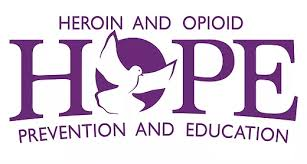 HEROIN AND OPIOID
HOPE
PREVENTION AND EDUCATION